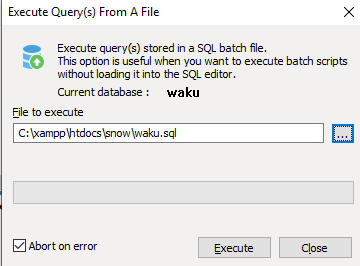 Execute Query(s) From A File
Execute query(s) stored in a SQL batch file.
This option is useful when you want to execute batch scripts
without loading it into the SQL editor.
Current database : waku
File to execute
C:\xampp\htdocs\snow\waku.sql
...
Abort on error
Execute
Close